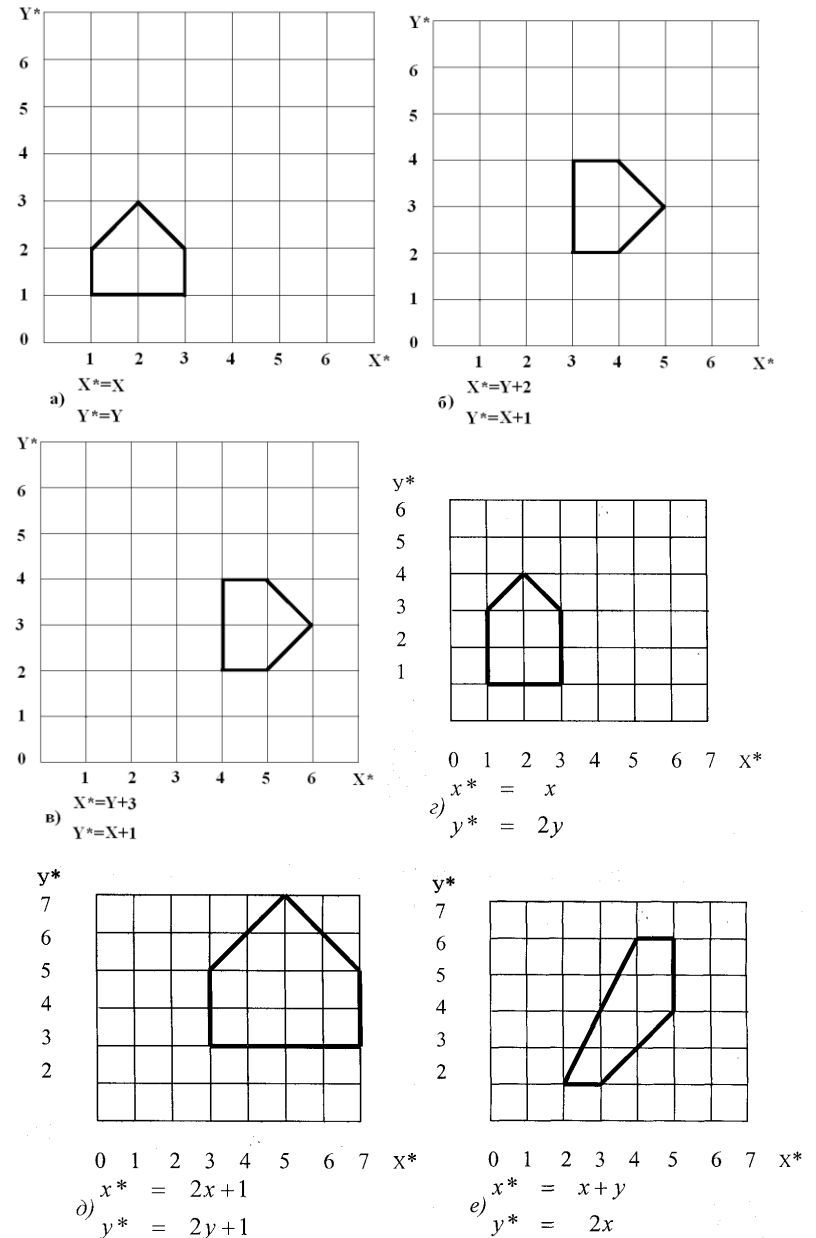 Y*
6
5
4
3
2
1
0
1 2 3 4 5 6 X*
а) X*=X
Y*=Y
Y*
6
5
4
3
2
1
0
1 2 3 4 5 6 X*
б) X*=Y+2
Y*=X+1
Y*
6
5
4
3
2
1
0
1 2 3 4 5 6 X*
в) X*=Y+3
Y*=X+1
y*
6
5
4
3
2
1
0 1 2 3 4 5 6 7 X*
г) x* = x
y* = 2y
y*
7
6
5
4
3
2
0 1 2 3 4 5 6 7 X*
д) x* = 2x+1
y* = 2y+1
y*
7
6
5
4
3
2
0 1 2 3 4 5 6 7 X*
е) x* = x+y
y* = 2x